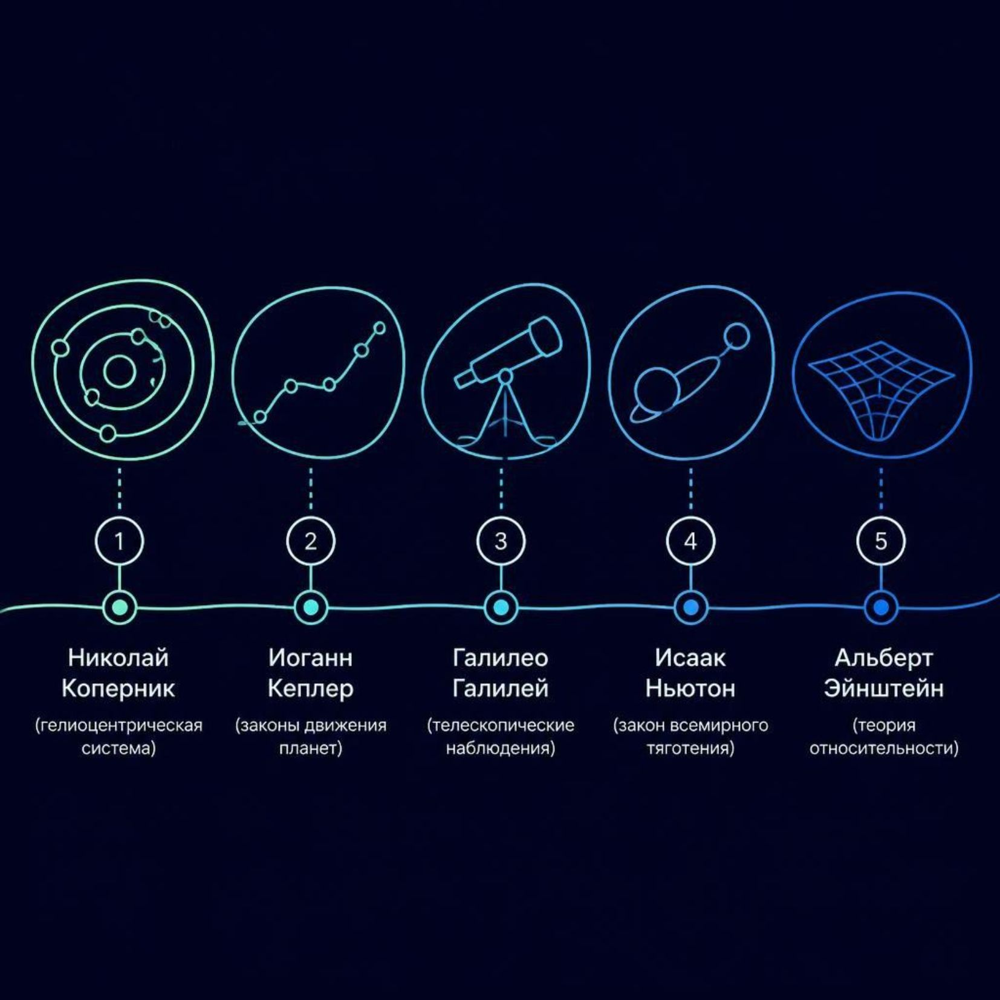 1
2
3
4
5
Николай
Коперник
(гелиоцентрическая
система)
Иоганн
Кеплер
(законы движения
планет)
Галилео
Галилей
(телескопические
наблюдения)
Исаак
Ньютон
(закон всемирного
тяготения)
Альберт
Эйнштейн
(теория
относительности)